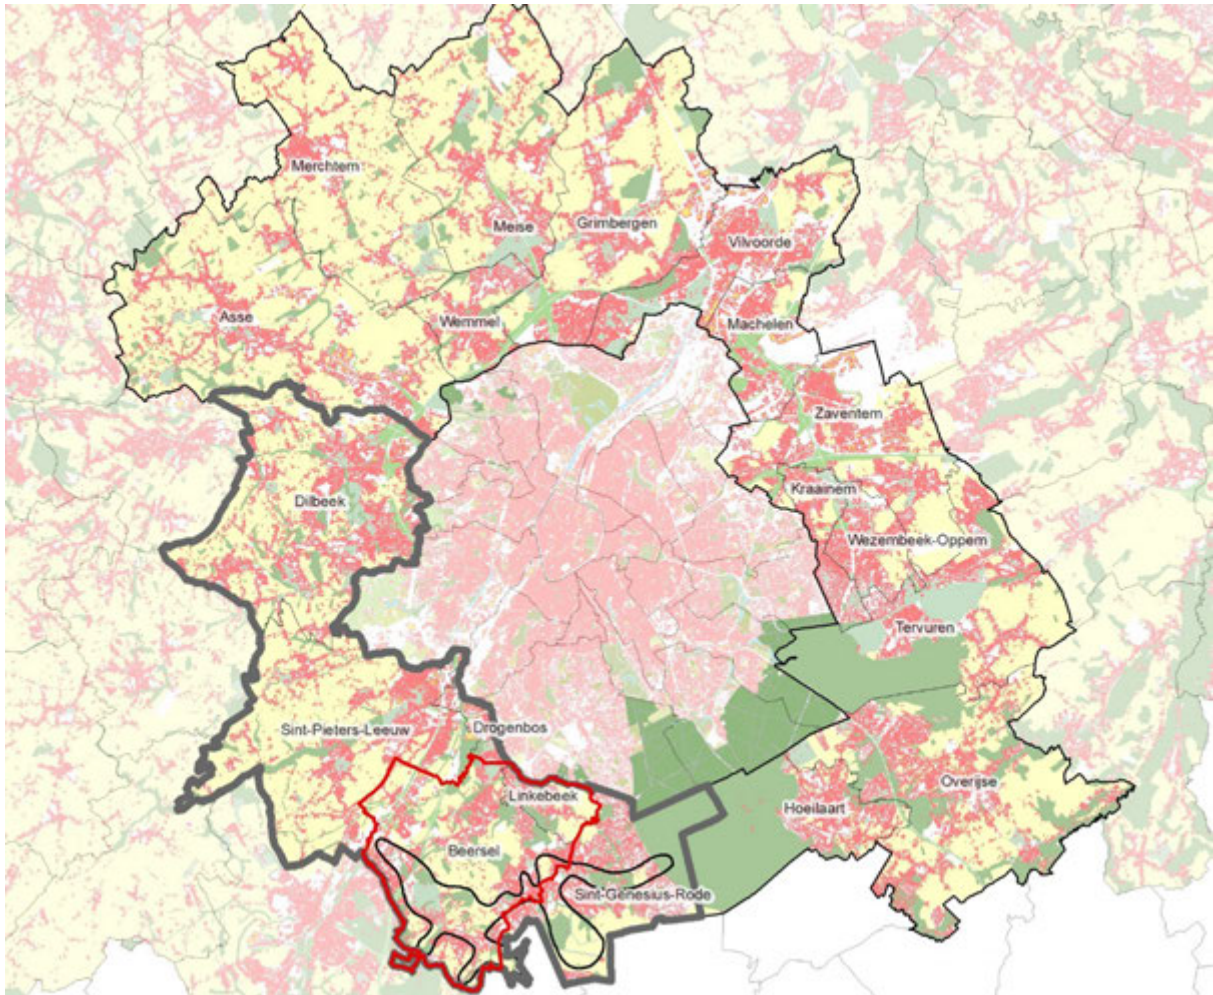 Merchtem
Meise
Grimbergen
Vilvoorde
Asse
Wemmel
Machelen
Zaventem
Dilbeek
Kraainem
Wezembeek-Oppem
Tervuren
Sint-Pieters-Leeuw
Drogenbos
Overijse
Linkebeek
Hoeilaart
Beersel
Sint-Genesius-Rode